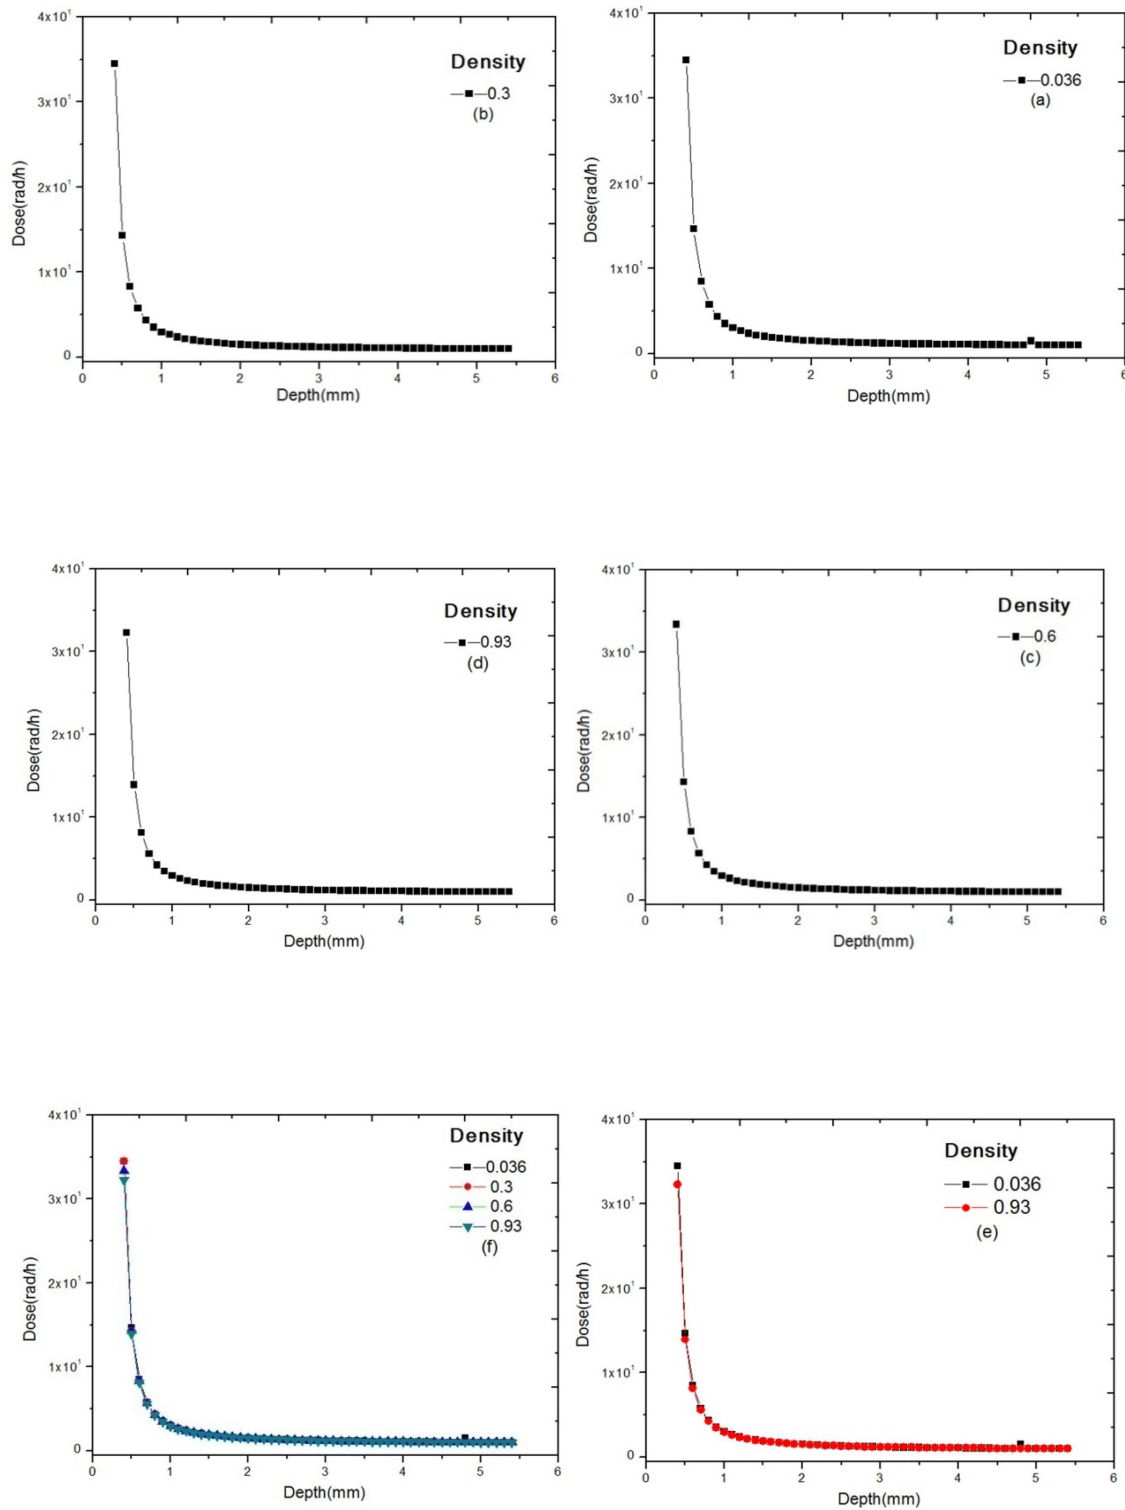 4x10¹
3x10¹
2x10¹
1x10¹
0
0 1 2 3 4 5 6
Dose(rad/h)
Depth(mm)
Density
0.3
(b)
4x10¹
3x10¹
2x10¹
1x10¹
0
0 1 2 3 4 5 6
Dose(rad/h)
Depth(mm)
Density
0.036
(a)
4x10¹
3x10¹
2x10¹
1x10¹
0
0 1 2 3 4 5 6
Dose(rad/h)
Depth(mm)
Density
0.93
(d)
4x10¹
3x10¹
2x10¹
1x10¹
0
0 1 2 3 4 5 6
Dose(rad/h)
Depth(mm)
Density
0.6
(c)
4x10¹
3x10¹
2x10¹
1x10¹
0
0 1 2 3 4 5 6
Dose(rad/h)
Depth(mm)
Density
0.036
0.3
0.6
0.93
(f)
4x10¹
3x10¹
2x10¹
1x10¹
0
0 1 2 3 4 5 6
Dose(rad/h)
Depth(mm)
Density
0.036
0.93
(e)